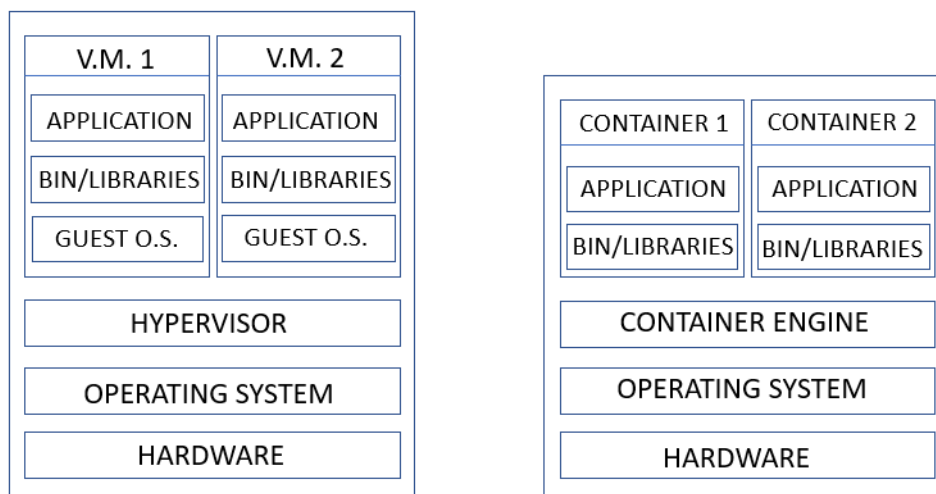 V.M. 1
V.M. 2
APPLICATION
APPLICATION
BIN/LIBRARIES
BIN/LIBRARIES
GUEST O.S.
GUEST O.S.
HYPERVISOR
OPERATING SYSTEM
HARDWARE
CONTAINER 1
CONTAINER 2
APPLICATION
APPLICATION
BIN/LIBRARIES
BIN/LIBRARIES
CONTAINER ENGINE
OPERATING SYSTEM
HARDWARE